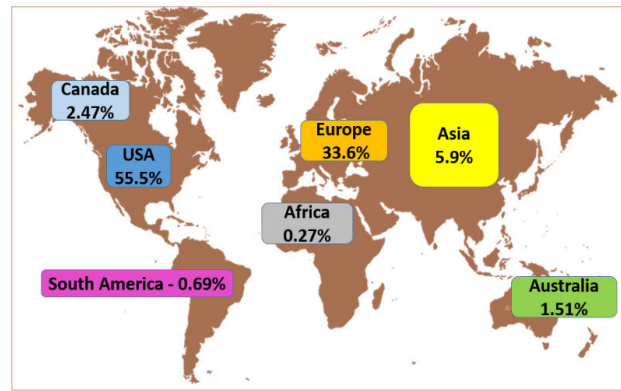 Canada
2.47%
USA
55.5%
Europe
33.6%
Asia
5.9%
Africa
0.27%
South America - 0.69%
Australia
1.51%